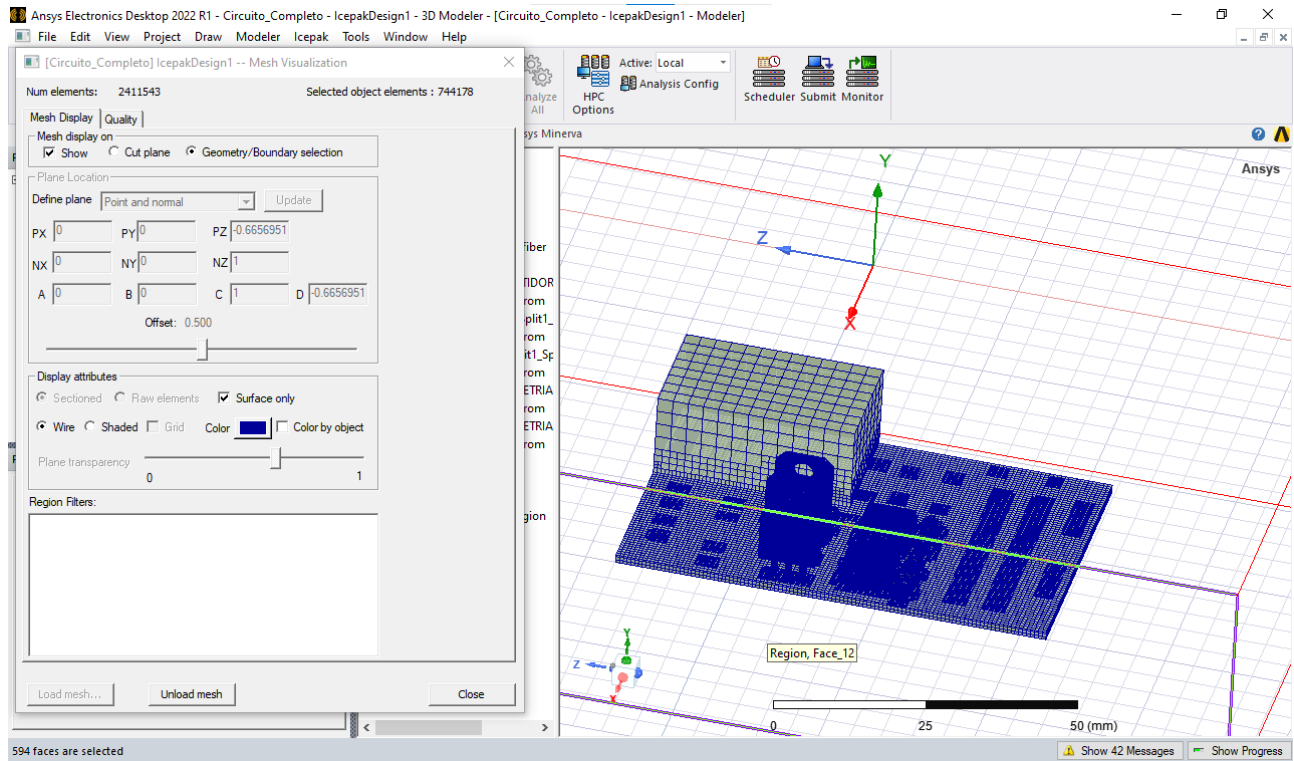 Ansys Electronics Desktop 2022 R1 - Circuito_Completo - IcepakDesign1 - 3D Modeler - [Circuito_Completo - IcepakDesign1 - Modeler]
File Edit View Project Draw Modeler Icepak Tools Window Help
[Circuito_Completo] IcepakDesign1 -- Mesh Visualization
Num elements: 2411543 Selected object elements : 744178
Mesh Display Quality
Mesh display on
Show Cut plane Geometry/Boundary selection
Plane Location
Define plane Point and normal Update
PX 0 PY 0 PZ -0.6656951
NX 0 NY 0 NZ 1
A 0 B 0 C 1 D -0.6656951
Offset: 0.500
Display attributes
Sectioned Raw elements Surface only
Wire Shaded Grid Color Color by object
Plane transparency
0 1
Region Filters:
Load mesh... Unload mesh Close
nalyze
All
HPC
Options
Active: Local
Analysis Config
Scheduler Submit Monitor
sys Minerva
Fiber
TIDOR
rom
plit1_
rom
it1_Sp
rom
ETRIA
rom
ETRIA
rom
gion
Ansys
Y
Z
X
Region, Face_12
Y
Z
X
0 25 50 (mm)
594 faces are selected
Show 42 Messages Show Progress